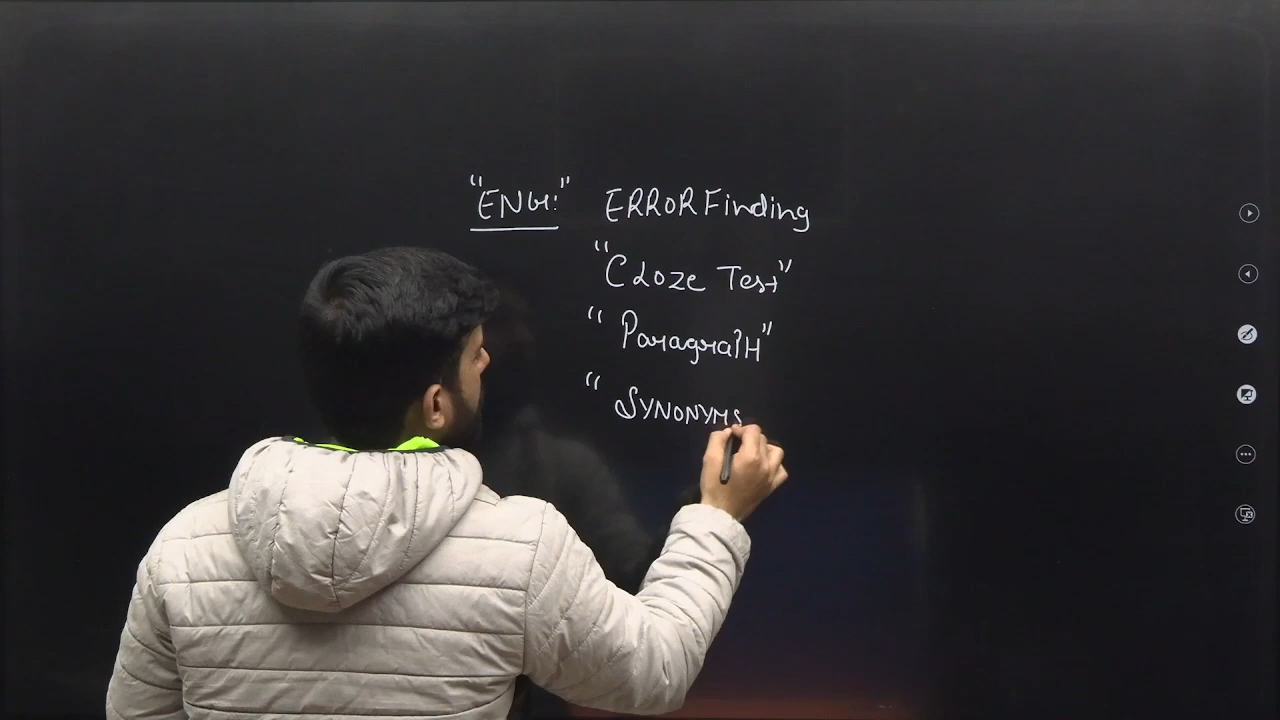 "ENG:" ERROR Finding
"Cloze Test"
"ParagraPH"
"SYNONYMS